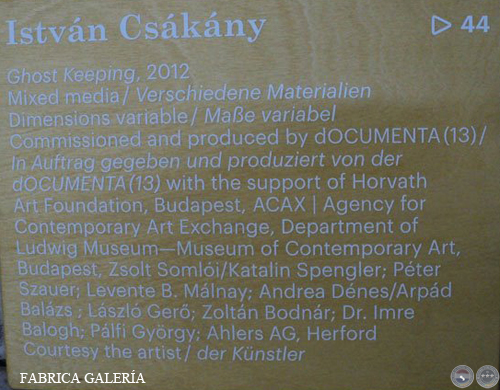 István Csákány
▷ 44
Ghost Keeping, 2012
Mixed media / Verschiedene Materialien
Dimensions variable / Maße variabel
Commissioned and produced by dOCUMENTA (13) /
In Auftrag gegeben und produziert von der
dOCUMENTA (13) with the support of Horvath
Art Foundation, Budapest, ACAX | Agency for
Contemporary Art Exchange, Department of
Ludwig Museum—Museum of Contemporary Art,
Budapest, Zsolt Somlói/Katalin Spengler; Péter
Szauer; Levente B. Málnay; Andrea Dénes/Arpád
Balázs ; László Gerő; Zoltán Bodnár; Dr. Imre
Balogh; Pálfi György; Ahlers AG, Herford
Courtesy the artist / der Künstler
FABRICA GALERÍA